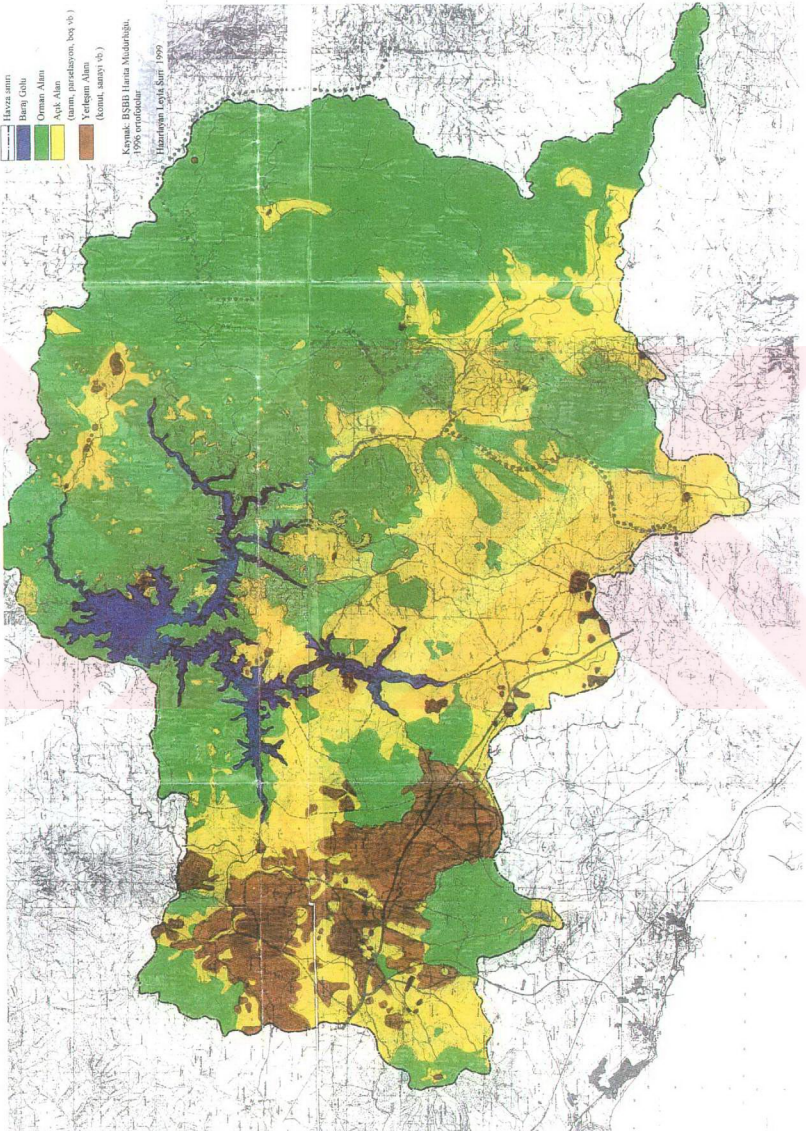 Havza sınırı
Baraj Gölü
Orman Alanı
Açık Alan
(tarım, parselasyon, boş vb.)
Yerleşim Alanı
(konut, sanayi vb.)
Kaynak: BŞBB Harita Müdürlüğü,
1996 ortofotolar
Hazırlayan Leyla Suri 1999